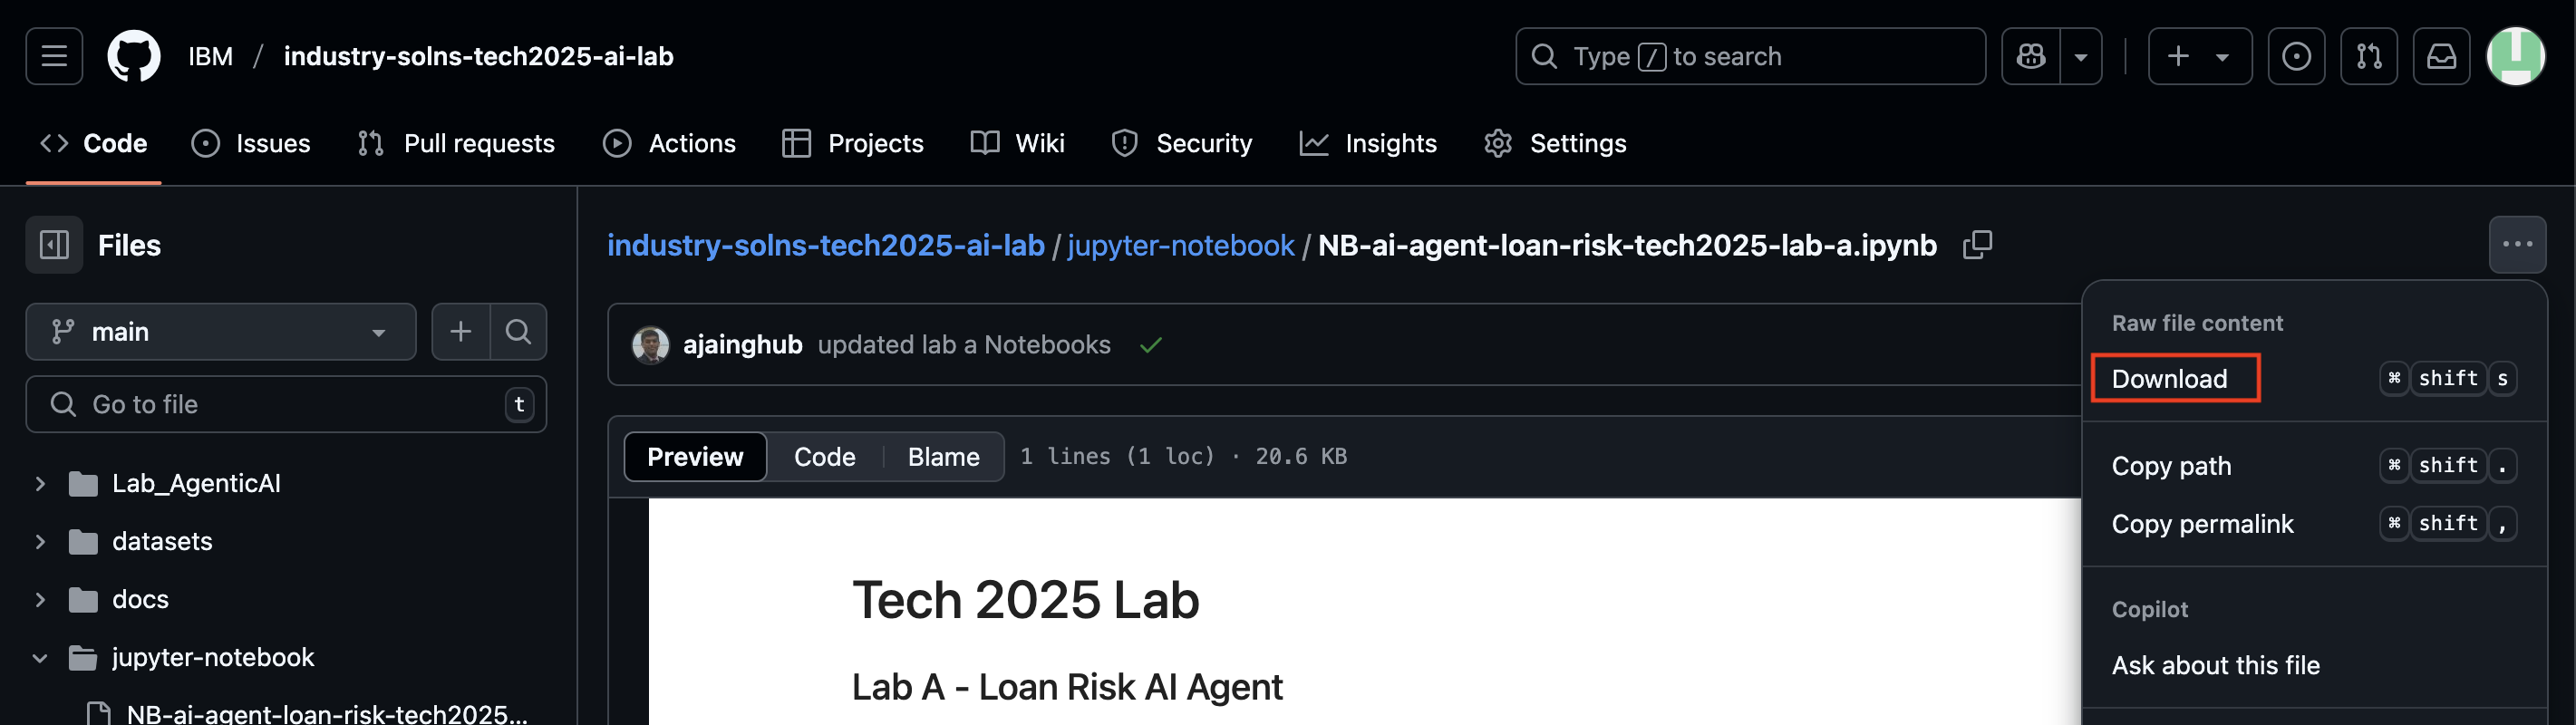 IBM / industry-solns-tech2025-ai-lab
Type / to search
Code
Issues
Pull requests
Actions
Projects
Wiki
Security
Insights
Settings
Files
main
Go to file
t
Lab_AgenticAI
datasets
docs
jupyter-notebook
NB-ai-agent-loan-risk-tech2025...
industry-solns-tech2025-ai-lab / jupyter-notebook / NB-ai-agent-loan-risk-tech2025-lab-a.ipynb
ajainghub updated lab a Notebooks
Preview
Code
Blame
1 lines (1 loc) · 20.6 KB
Tech 2025 Lab
Lab A - Loan Risk AI Agent
Raw file content
Download ⌘ shift s
Copy path ⌘ shift .
Copy permalink ⌘ shift ,
Copilot
Ask about this file